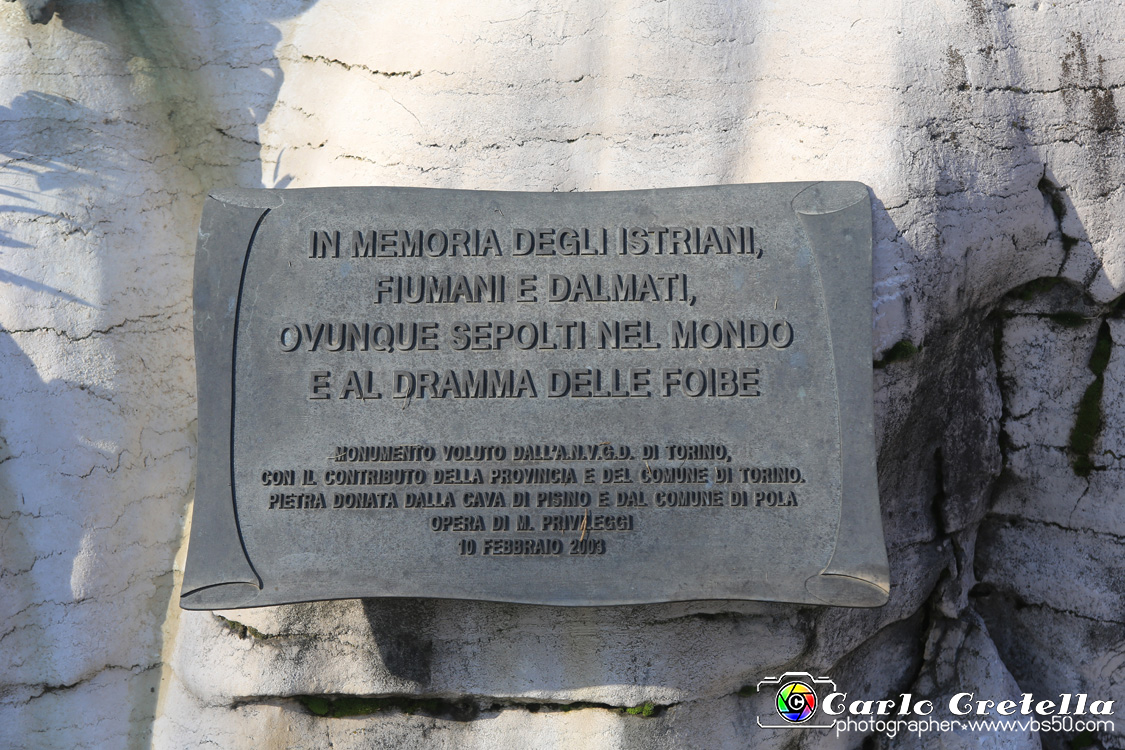 IN MEMORIA DEGLI ISTRIANI,
FIUMANI E DALMATI,
OVUNQUE SEPOLTI NEL MONDO
E AL DRAMMA DELLE FOIBE
MONUMENTO VOLUTO DALL'A.N.V.G.D. DI TORINO,
CON IL CONTRIBUTO DELLA PROVINCIA E DEL COMUNE DI TORINO.
PIETRA DONATA DALLA CAVA DI PISINO E DAL COMUNE DI POLA
OPERA DI M. PRIVILEGGI
10 FEBBRAIO 2003
©
Carlo Cretella
photographer★www.vbs50.com